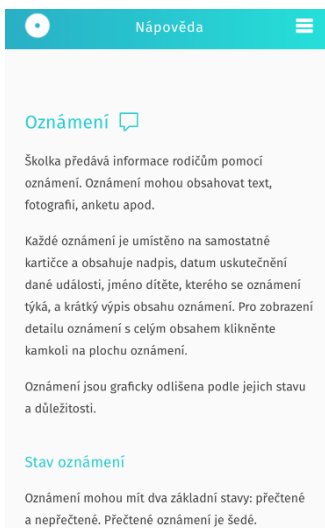 Nápověda
Oznámení
Školka předává informace rodičům pomocí
oznámení. Oznámení mohou obsahovat text,
fotografii, anketu apod.
Každé oznámení je umístěno na samostatné
kartičce a obsahuje nadpis, datum uskutečnění
dané události, jméno dítěte, kterého se oznámení
týká, a krátký výpis obsahu oznámení. Pro zobrazení
detailu oznámení s celým obsahem klikněte
kamkoli na plochu oznámení.
Oznámení jsou graficky odlišena podle jejich stavu
a důležitosti.
Stav oznámení
Oznámení mohou mít dva základní stavy: přečtené
a nepřečtené. Přečtené oznámení je šedé.